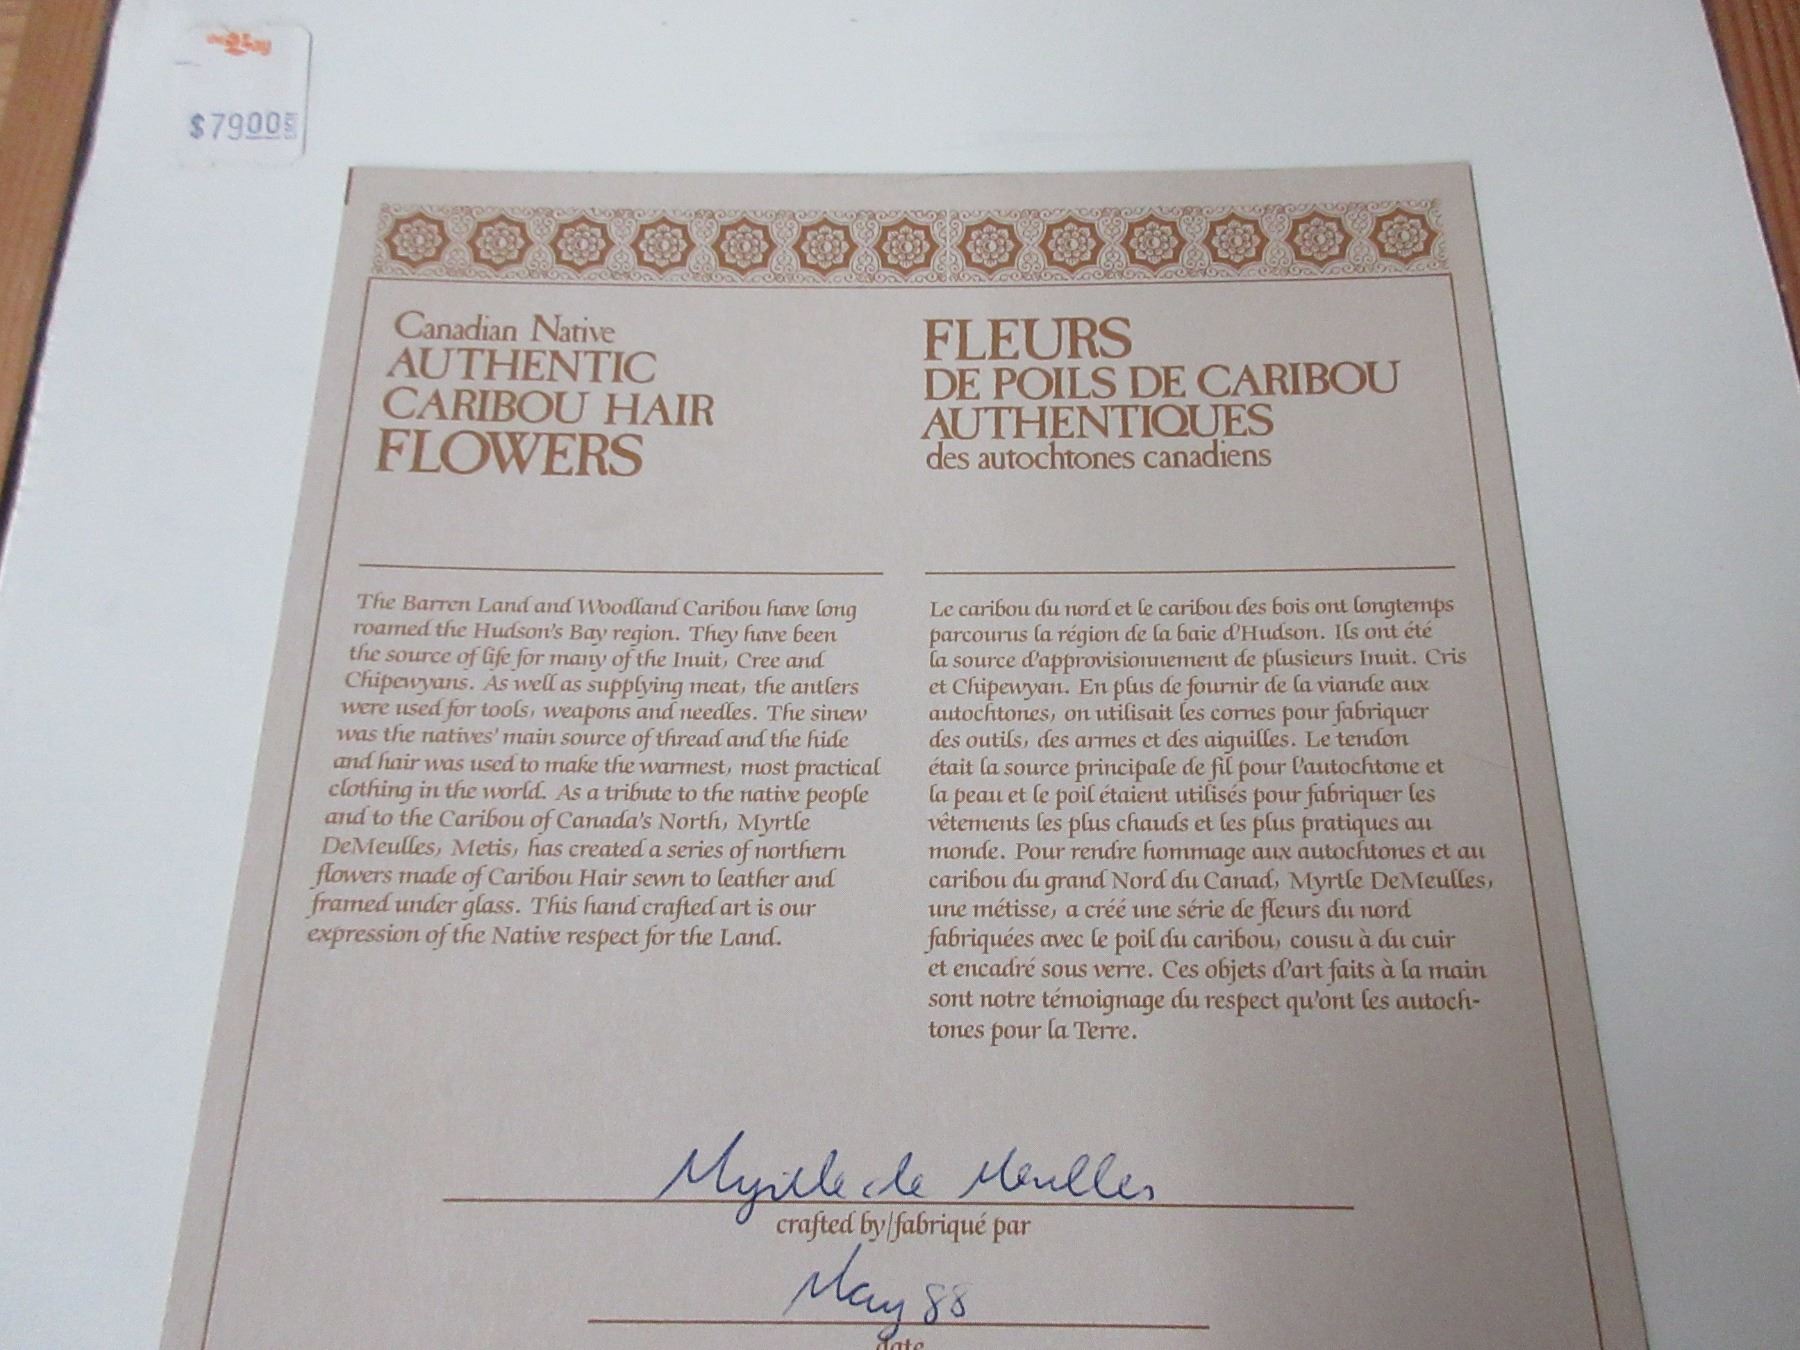 $7900
Canadian Native
AUTHENTIC
CARIBOU HAIR
FLOWERS
The Barren Land and Woodland Caribou have long
roamed the Hudson's Bay region. They have been
the source of life for many of the Inuit, Cree and
Chipewyans. As well as supplying meat, the antlers
were used for tools, weapons and needles. The sinew
was the natives' main source of thread and the hide
and hair was used to make the warmest, most practical
clothing in the world. As a tribute to the native people
and to the Caribou of Canada's North, Myrtle
DeMeulles, Metis, has created a series of northern
flowers made of Caribou Hair sewn to leather and
framed under glass. This hand crafted art is our
expression of the Native respect for the Land.
FLEURS
DE POILS DE CARIBOU
AUTHENTIQUES
des autochtones canadiens
Le caribou du nord et le caribou des bois ont longtemps
parcourus la région de la baie d'Hudson. Ils ont été
la source d'approvisionnement de plusieurs Inuit. Cris
et Chipewyan. En plus de fournir de la viande aux
autochtones, on utilisait les cornes pour fabriquer
des outils, des armes et des aiguilles. Le tendon
était la source principale de fil pour l'autochtone et
la peau et le poil étaient utilisés pour fabriquer les
vêtements les plus chauds et les plus pratiques au
monde. Pour rendre hommage aux autochtones et au
caribou du grand Nord du Canad, Myrtle DeMeulles,
une métisse, a créé une série de fleurs du nord
fabriquées avec le poil du caribou, cousu à du cuir
et encadré sous verre. Ces objets d'art faits à la main
sont notre témoignage du respect qu'ont les autoch-
tones pour la Terre.
Myrtle de Meulles
crafted by/fabriqué par
May 88
date